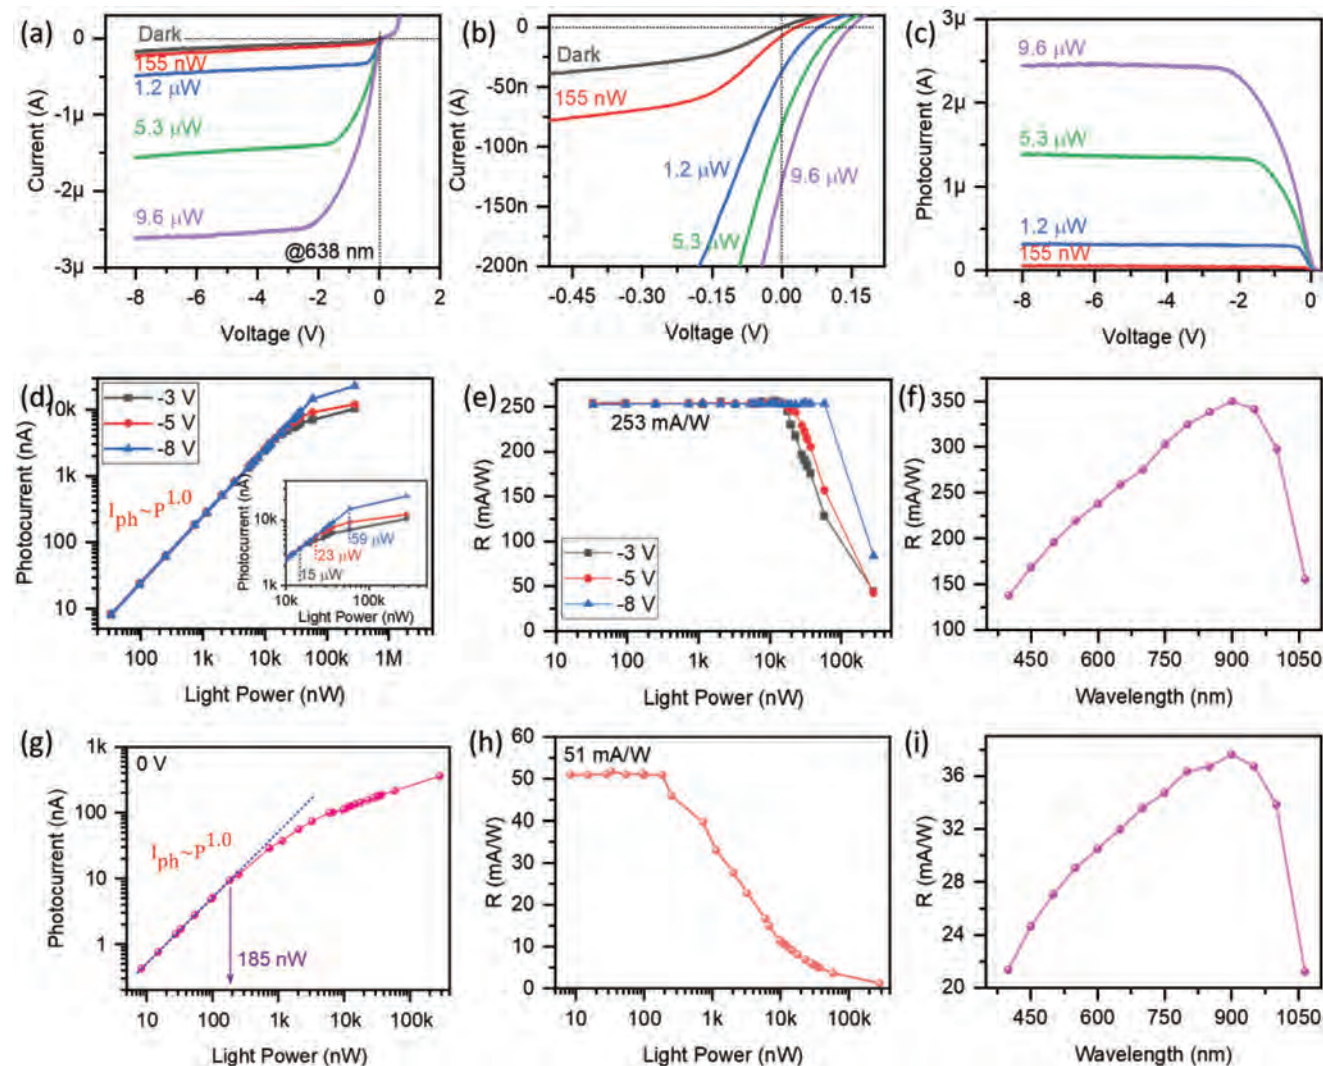 (a)
0
-1µ
-2µ
-3µ
Current (A)
Dark
155 nW
1.2 µW
5.3 µW
9.6 µW
@638 nm
-8 -6 -4 -2 0 2
Voltage (V)
(b)
0
-50n
-100n
-150n
-200n
Current (A)
Dark
155 nW
1.2 µW
5.3 µW
9.6 µW
-0.45 -0.30 -0.15 0.00 0.15
Voltage (V)
(c)
3µ
2µ
1µ
0
Photocurrent (A)
9.6 µW
5.3 µW
1.2 µW
155 nW
-8 -6 -4 -2 0
Voltage (V)
(d)
10k
1k
100
10
Photocurrent (nA)
-3 V
-5 V
-8 V
Iph~P1.0
Photocurrent (nA)
10k
1k
59 µW
23 µW
15 µW
10k 100k
Light Power (nW)
100 1k 10k 100k 1M
Light Power (nW)
(e)
300
250
200
150
100
50
0
R (mA/W)
253 mA/W
-3 V
-5 V
-8 V
10 100 1k 10k 100k
Light Power (nW)
(f)
350
300
250
200
150
100
R (mA/W)
450 600 750 900 1050
Wavelength (nm)
(g)
1k
100
10
1
Photocurrent (nA)
0 V
Iph~P1.0
185 nW
10 100 1k 10k 100k
Light Power (nW)
(h)
60
50
40
30
20
10
0
R (mA/W)
51 mA/W
10 100 1k 10k 100k
Light Power (nW)
(i)
36
32
28
24
20
R (mA/W)
450 600 750 900 1050
Wavelength (nm)